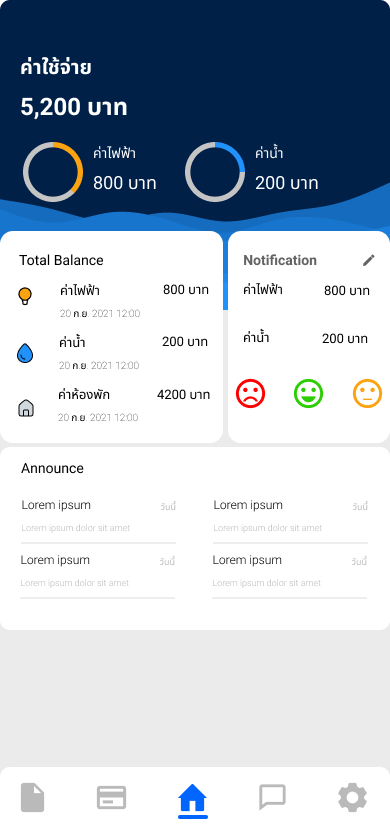 ค่าใช้จ่าย
5,200 บาท
ค่าไฟฟ้า
800 บาท
ค่าน้ำ
200 บาท
Total Balance
ค่าไฟฟ้า 800 บาท
20 ก.ย. 2021 12:00
ค่าน้ำ 200 บาท
20 ก.ย. 2021 12:00
ค่าห้องพัก 4200 บาท
20 ก.ย. 2021 12:00
Notification
ค่าไฟฟ้า 800 บาท
ค่าน้ำ 200 บาท
Announce
Lorem ipsum วันนี้
Lorem ipsum dolor sit amet
Lorem ipsum วันนี้
Lorem ipsum dolor sit amet
Lorem ipsum วันนี้
Lorem ipsum dolor sit amet
Lorem ipsum วันนี้
Lorem ipsum dolor sit amet